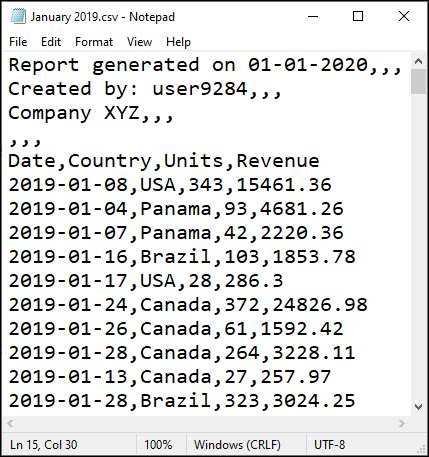 January 2019.csv - Notepad
File Edit Format View Help
Report generated on 01-01-2020,,,
Created by: user9284,,,
Company XYZ,,,
,,,
Date,Country,Units,Revenue
2019-01-08,USA,343,15461.36
2019-01-04,Panama,93,4681.26
2019-01-07,Panama,42,2220.36
2019-01-16,Brazil,103,1853.78
2019-01-17,USA,28,286.3
2019-01-24,Canada,372,24826.98
2019-01-26,Canada,61,1592.42
2019-01-28,Canada,264,3228.11
2019-01-13,Canada,27,257.97
2019-01-28,Brazil,323,3024.25
Ln 15, Col 30 100% Windows (CRLF) UTF-8